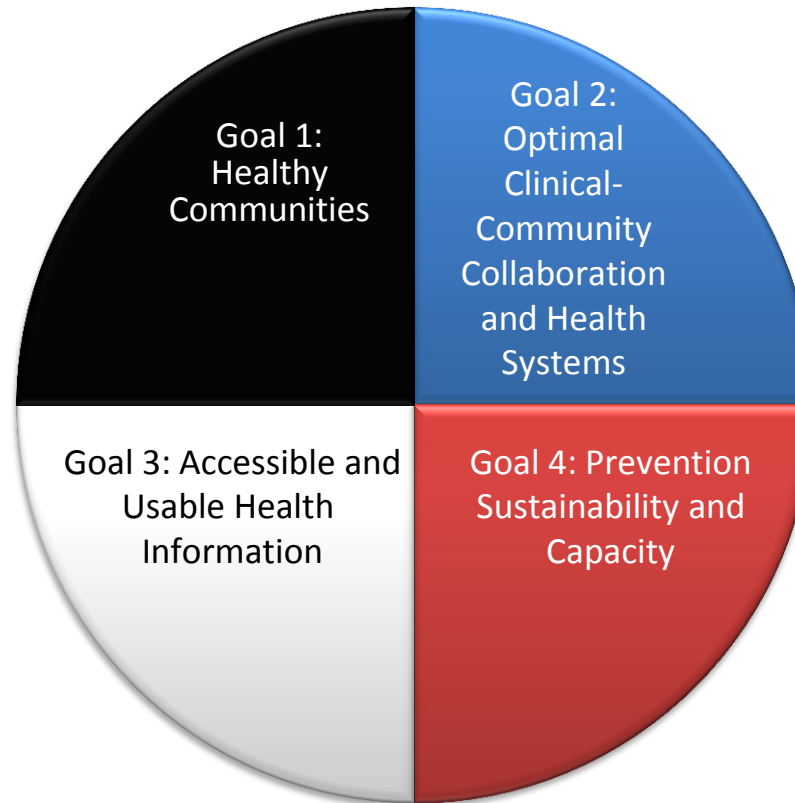 Goal 1:
Healthy
Communities
Goal 2:
Optimal
Clinical-
Community
Collaboration
and Health
Systems
Goal 3: Accessible and
Usable Health
Information
Goal 4: Prevention
Sustainability and
Capacity